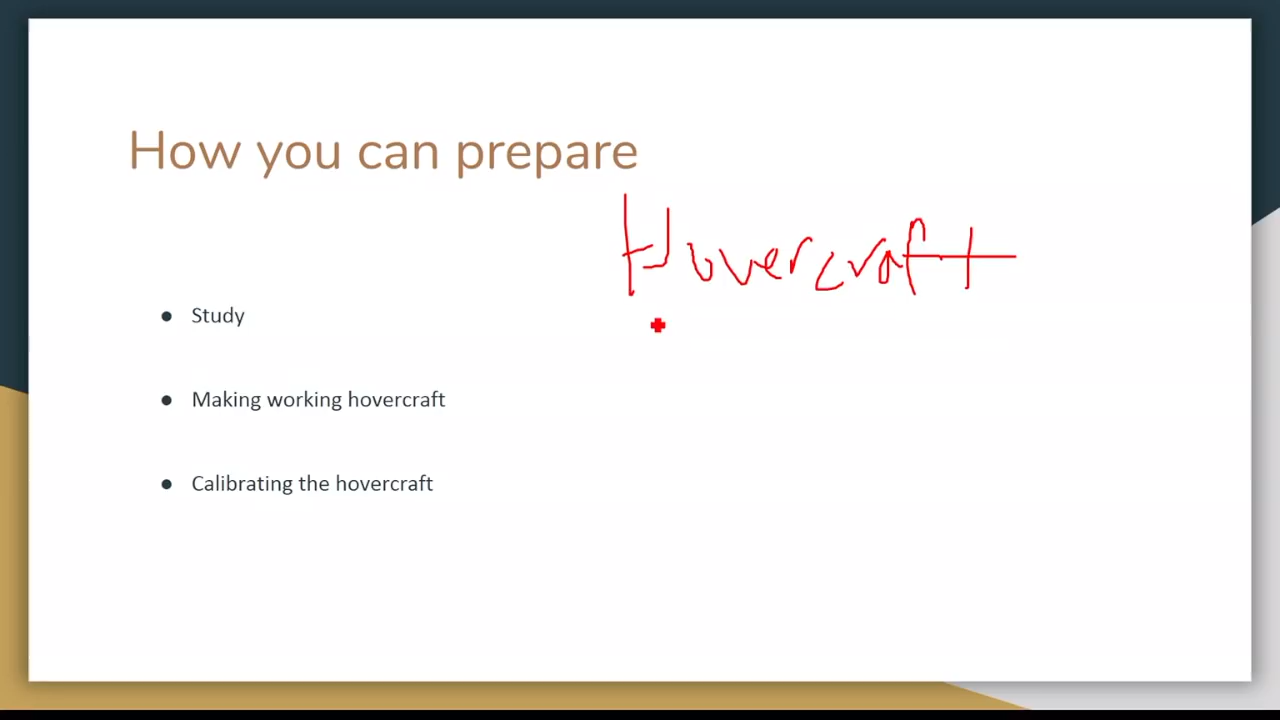 How you can prepare
Hovercraft
● Study
● Making working hovercraft
● Calibrating the hovercraft